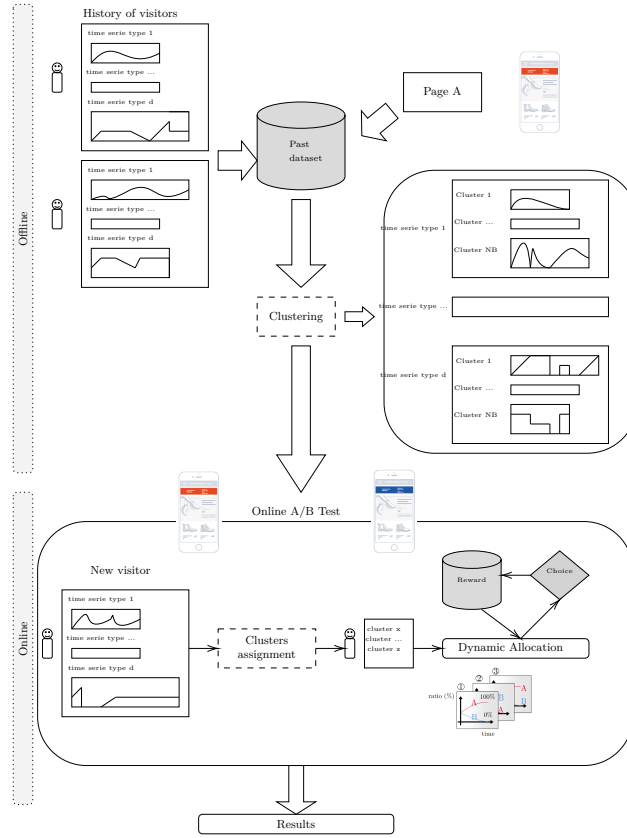 History of visitors
time serie type 1
time serie type ...
time serie type d
time serie type 1
time serie type ...
time serie type d
Past
dataset
Page A
Offline
Clustering
time serie type 1
Cluster 1
Cluster ...
Cluster NB
time serie type ...
time serie type d
Cluster 1
Cluster ...
Cluster NB
Online
Online A/B Test
New visitor
time serie type 1
time serie type ...
time serie type d
Clusters
assignment
cluster x
cluster ...
cluster z
Reward
Choice
Dynamic Allocation
ratio (%)
①
②
③
A
100%
B
0%
B
A
A
B
time
Results